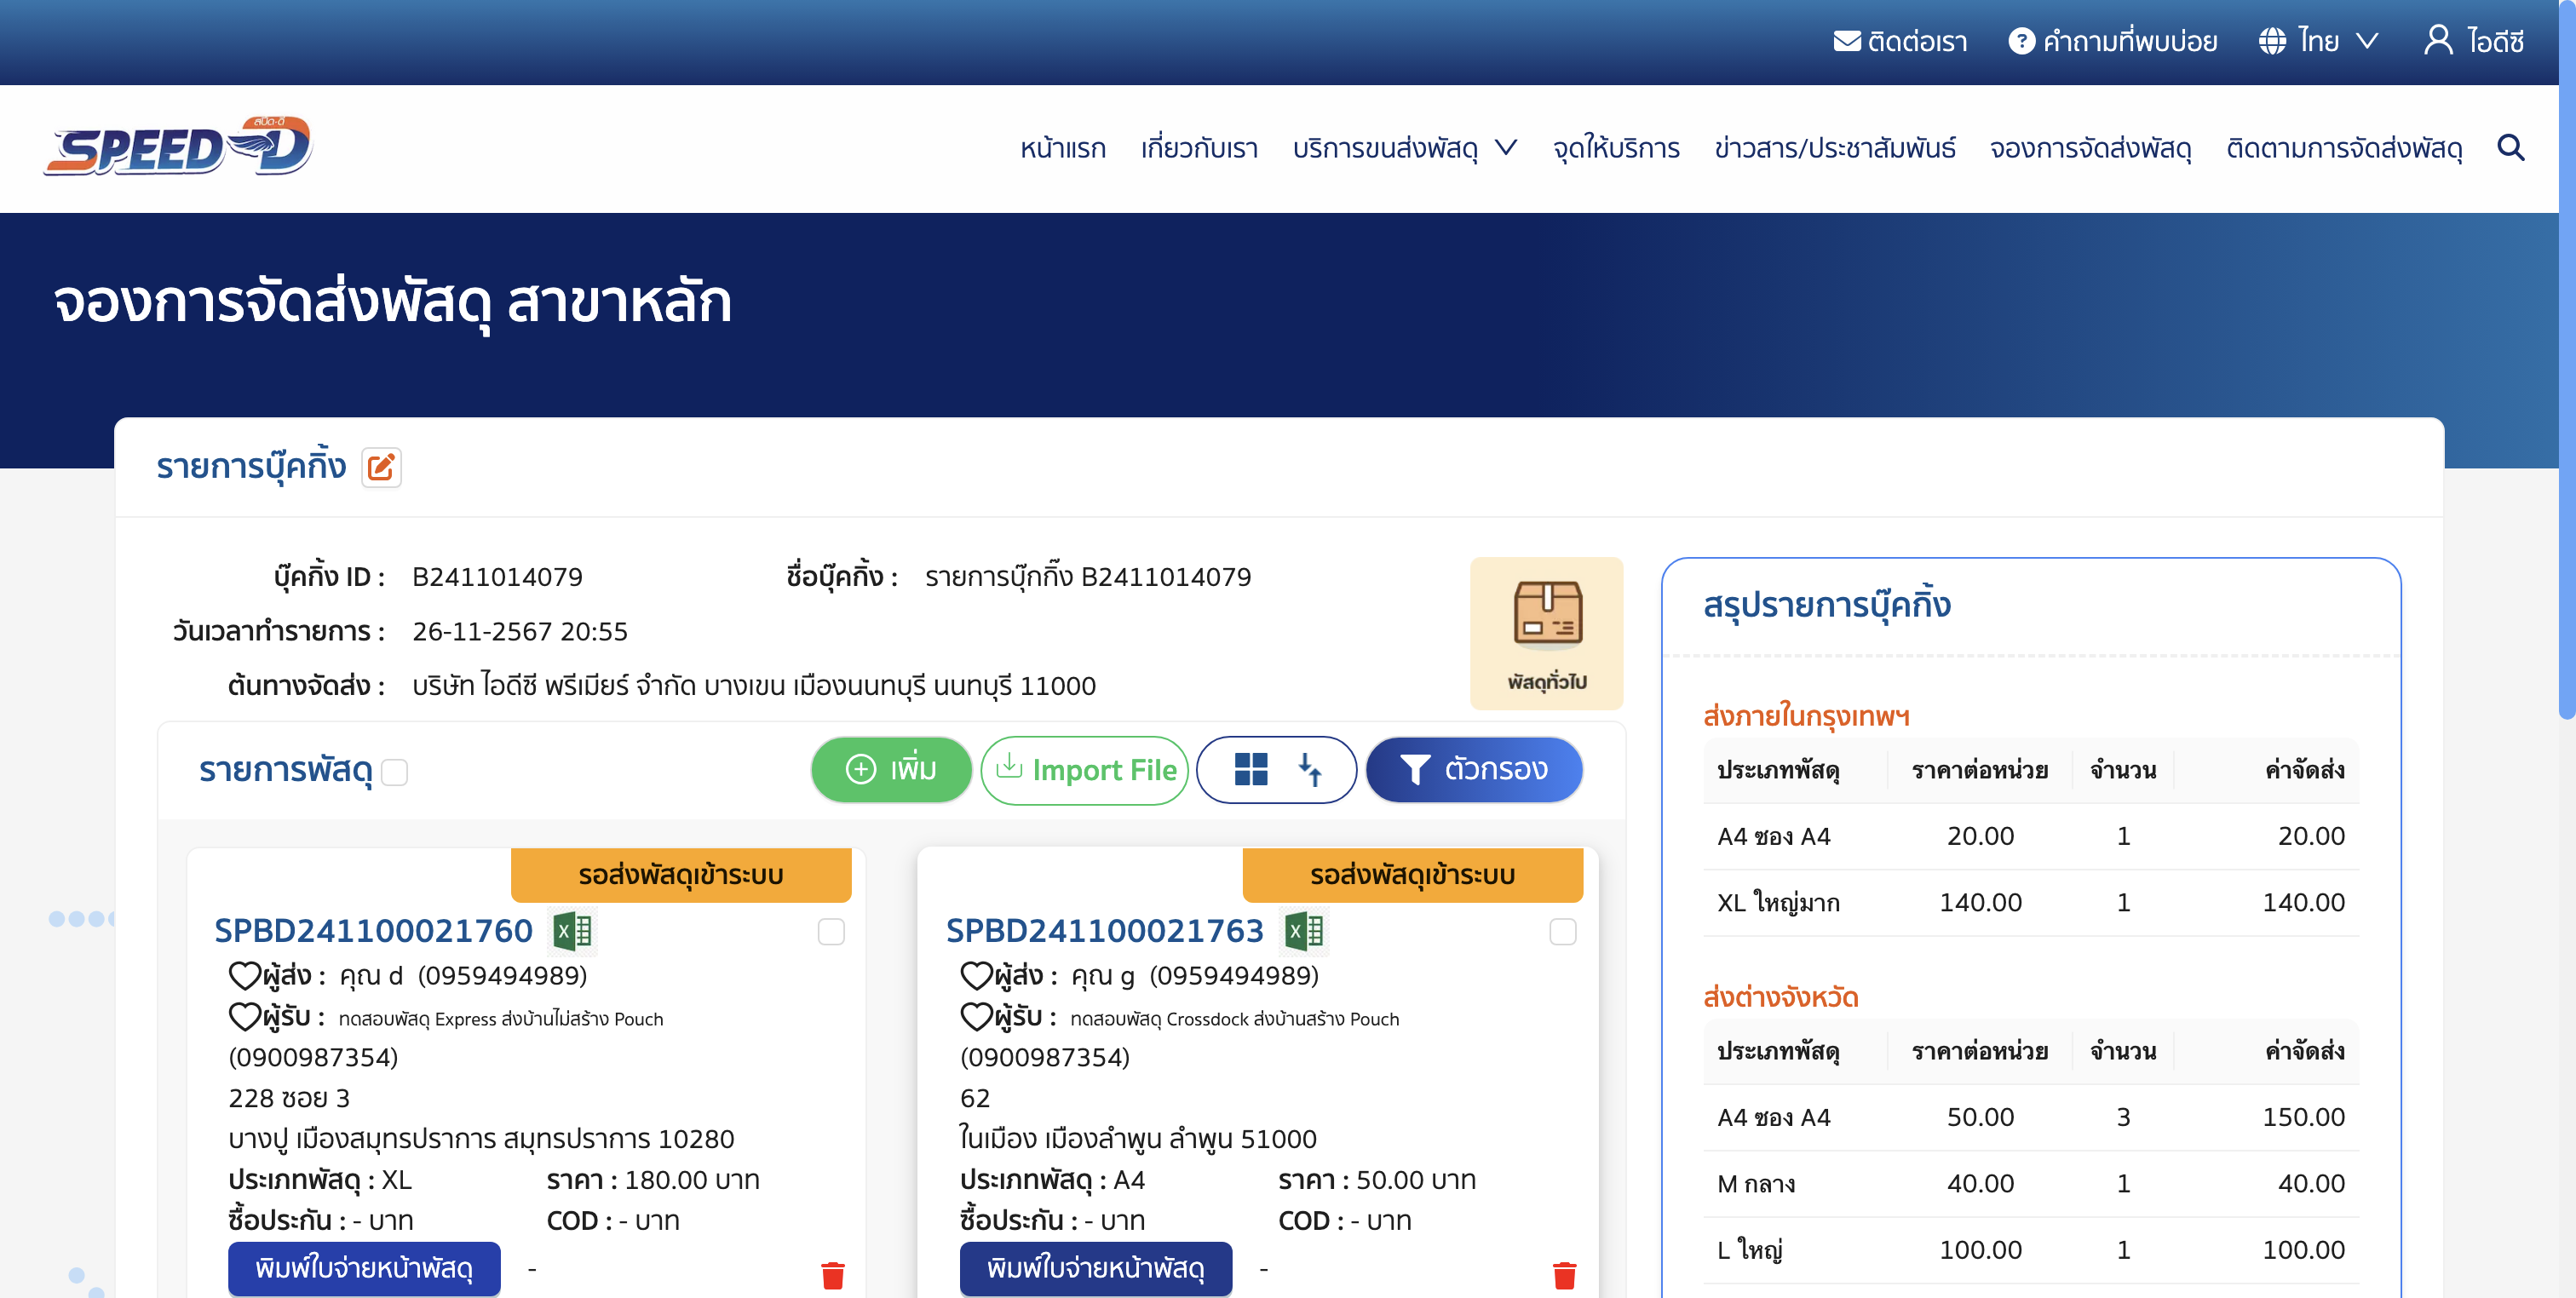 ติดต่อเรา คำถามที่พบบ่อย ไทย ไอดีซี
สปีด-ดี
SPEED-D
หน้าแรก เกี่ยวกับเรา บริการขนส่งพัสดุ จุดให้บริการ ข่าวสาร/ประชาสัมพันธ์ จองการจัดส่งพัสดุ ติดตามการจัดส่งพัสดุ
จองการจัดส่งพัสดุ สาขาหลัก
รายการบุ๊คกิ้ง
บุ๊คกิ้ง ID : B2411014079 ชื่อบุ๊คกิ้ง : รายการบุ๊กกิ๊ง B2411014079
วันเวลาทำรายการ : 26-11-2567 20:55
ต้นทางจัดส่ง : บริษัท ไอดีซี พรีเมียร์ จำกัด บางเขน เมืองนนทบุรี นนทบุรี 11000
พัสดุทั่วไป
รายการพัสดุ เพิ่ม Import File ตัวกรอง
รอส่งพัสดุเข้าระบบ
SPBD241100021760
ผู้ส่ง : คุณ d (0959494989)
ผู้รับ : ทดสอบพัสดุ Express ส่งบ้านไม่สร้าง Pouch
(0900987354)
228 ซอย 3
บางปู เมืองสมุทรปราการ สมุทรปราการ 10280
ประเภทพัสดุ : XL ราคา : 180.00 บาท
ซื้อประกัน : - บาท COD : - บาท
พิมพ์ใบจ่ายหน้าพัสดุ -
รอส่งพัสดุเข้าระบบ
SPBD241100021763
ผู้ส่ง : คุณ g (0959494989)
ผู้รับ : ทดสอบพัสดุ Crossdock ส่งบ้านสร้าง Pouch
(0900987354)
62
ในเมือง เมืองลำพูน ลำพูน 51000
ประเภทพัสดุ : A4 ราคา : 50.00 บาท
ซื้อประกัน : - บาท COD : - บาท
พิมพ์ใบจ่ายหน้าพัสดุ -
สรุปรายการบุ๊คกิ้ง
ส่งภายในกรุงเทพฯ
ประเภทพัสดุ ราคาต่อหน่วย จำนวน ค่าจัดส่ง
A4 ซอง A4 20.00 1 20.00
XL ใหญ่มาก 140.00 1 140.00
ส่งต่างจังหวัด
ประเภทพัสดุ ราคาต่อหน่วย จำนวน ค่าจัดส่ง
A4 ซอง A4 50.00 3 150.00
M กลาง 40.00 1 40.00
L ใหญ่ 100.00 1 100.00